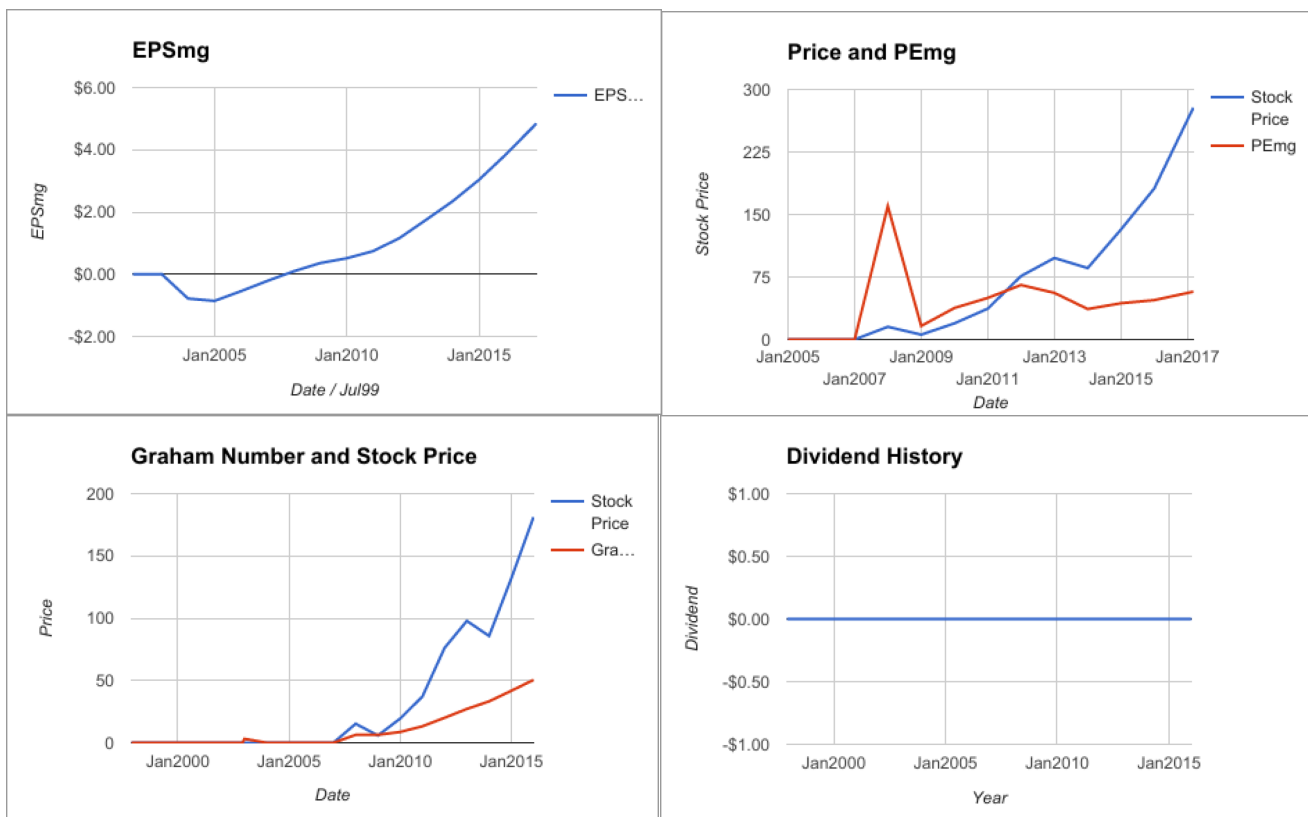 EPSmg
$6.00
$4.00
$2.00
$0.00
-$2.00
EPSmg
Jan2005
Jan2010
Jan2015
Date / Jul99
EPS…
Price and PEmg
300
225
150
75
0
Stock Price
Jan2005
Jan2009
Jan2013
Jan2017
Jan2007
Jan2011
Jan2015
Date
Stock
Price
PEmg
Graham Number and Stock Price
200
150
100
50
0
Price
Jan2000
Jan2005
Jan2010
Jan2015
Date
Stock
Price
Gra…
Dividend History
$1.00
$0.50
$0.00
-$0.50
-$1.00
Dividend
Jan2000
Jan2005
Jan2010
Jan2015
Year